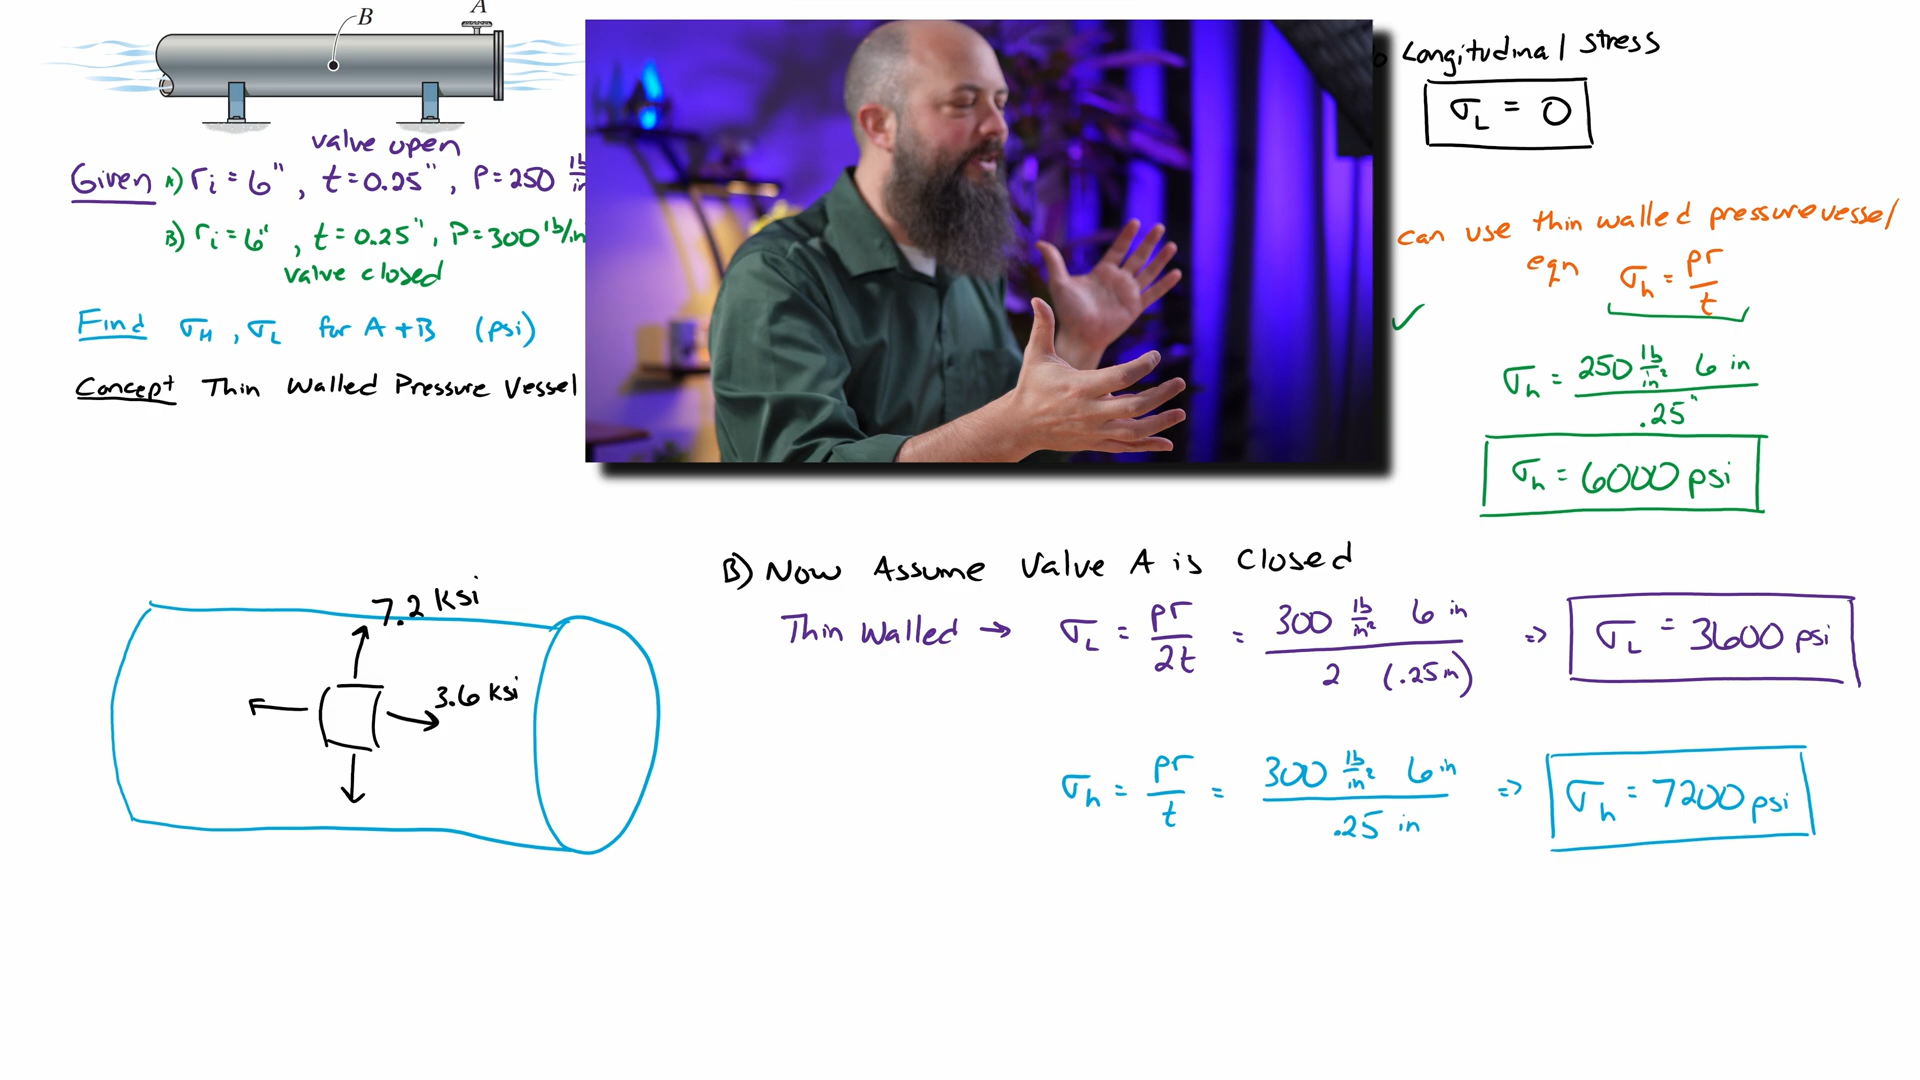 B
A
valve open
Given A) ri = 6" , t = 0.25" , P = 250 lb/in
B) ri = 6" , t = 0.25" , P = 300 lb/in
valve closed
Find σH , σL for A + B (psi)
Concept Thin Walled Pressure Vessel
Longitudinal Stress
σL = 0
can use thin walled pressure vessel
eqn σh = pr/t
✓
σh = 250 lb/in² 6 in / .25"
σh = 6000 psi
B) Now Assume Valve A is Closed
Thin Walled → σL = pr/2t = 300 lb/in² 6 in / 2 (.25in) ⇒ σL = 3600 psi
σh = pr/t = 300 lb/in² 6 in / .25 in ⇒ σh = 7200 psi
7.2 ksi
3.6 ksi